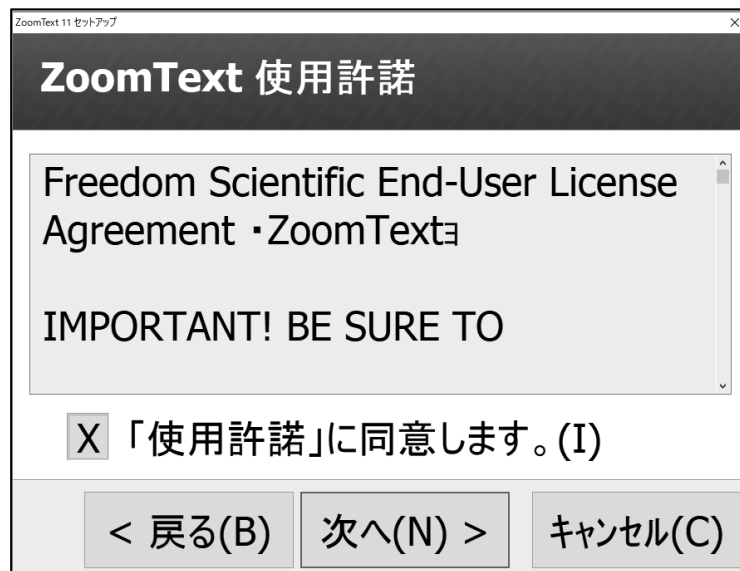 ZoomText 11 セットアップ
ZoomText 使用許諾
Freedom Scientific End-User License
Agreement ・ZoomTextﾖ
IMPORTANT! BE SURE TO
X 「使用許諾」に同意します。(I)
< 戻る(B) 次へ(N) > キャンセル(C)